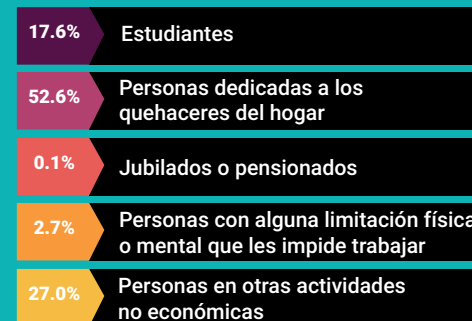 17.6% Estudiantes
52.6% Personas dedicadas a los
quehaceres del hogar
0.1% Jubilados o pensionados
2.7% Personas con alguna limitación física
o mental que les impide trabajar
27.0% Personas en otras actividades
no económicas